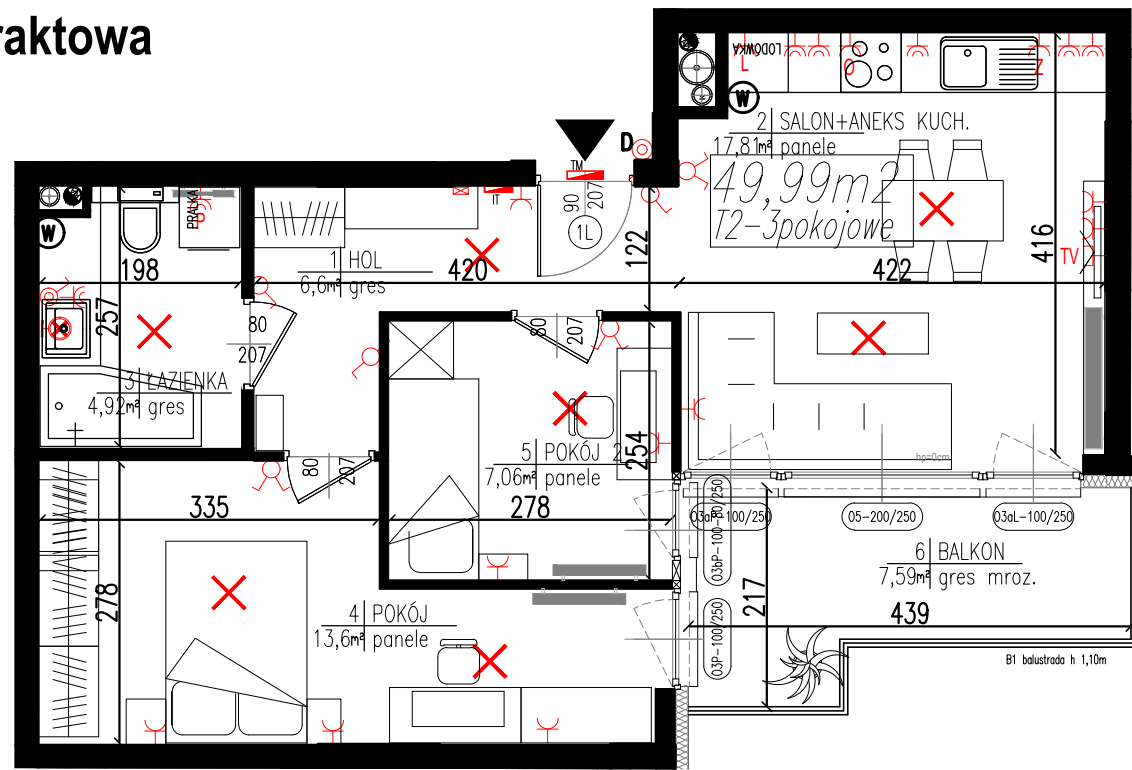 raktowa
LODÓWKA
L
O
Z
W
2 SALON+ANEKS KUCH.
17,81m² panele
49,99m2
T2-3pokojowe
D
TM
IT
90
207
1L
PRALKA
W
198
1 HOL
6,6m² gres
420
122
422
416
TV
257
80
207
80
207
3 ŁAZIENKA
4,92m² gres
5 POKÓJ 2
7,06m² panele
254
80
207
hp=0cm
335
278
03aP-100/250
05-200/250
03aL-100/250
03bP-100-80/250
6 BALKON
7,59m² gres mroz.
278
4 POKÓJ
13,6m² panele
03P-100/250
217
439
B1 balustrada h 1,10m